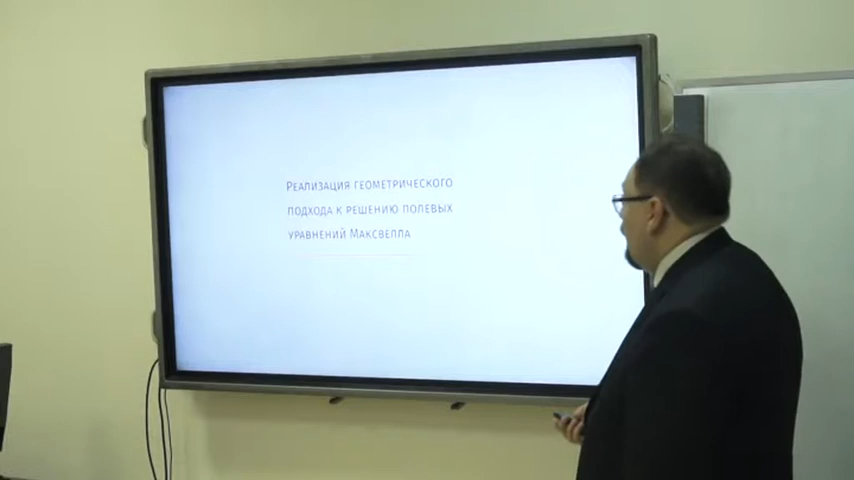 Реализация геометрического
подхода к решению полевых
уравнений Максвелла